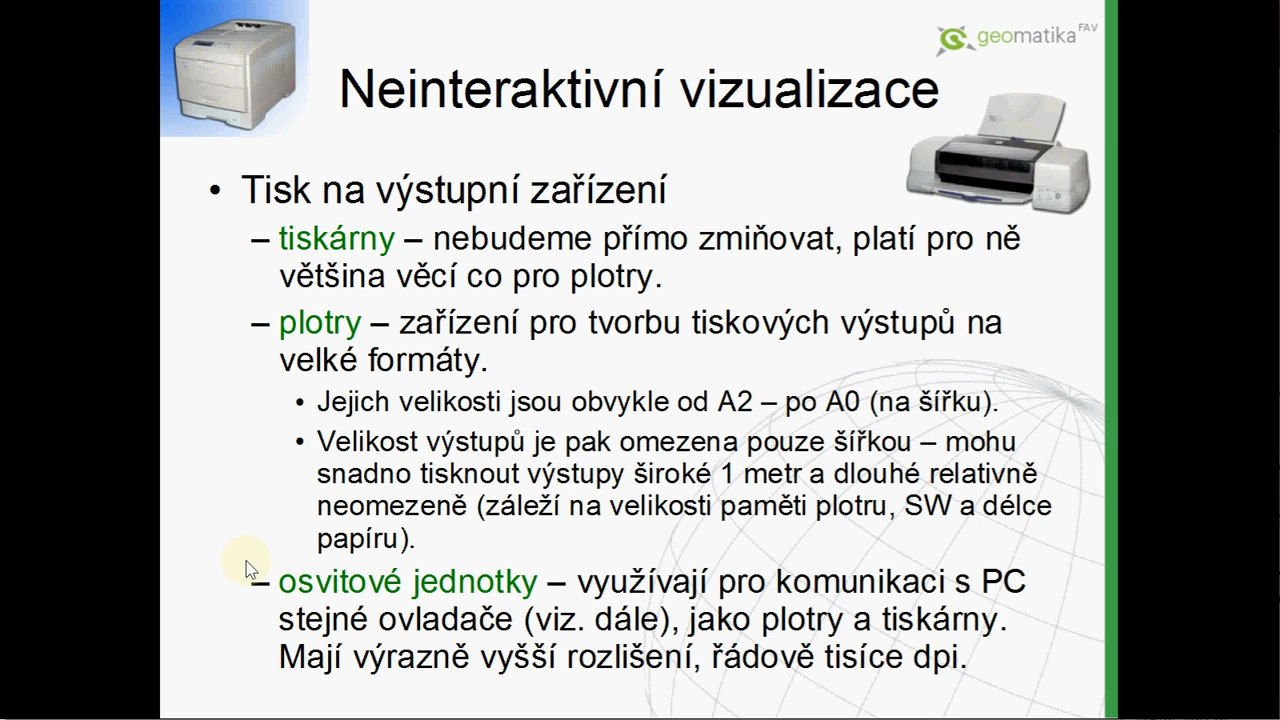 geomatika FAV
Neinteraktivní vizualizace
• Tisk na výstupní zařízení
– tiskárny – nebudeme přímo zmiňovat, platí pro ně
většina věcí co pro plotry.
– plotry – zařízení pro tvorbu tiskových výstupů na
velké formáty.
• Jejich velikosti jsou obvykle od A2 – po A0 (na šířku).
• Velikost výstupů je pak omezena pouze šířkou – mohu
snadno tisknout výstupy široké 1 metr a dlouhé relativně
neomezeně (záleží na velikosti paměti plotru, SW a délce
papíru).
– osvitové jednotky – využívají pro komunikaci s PC
stejné ovladače (viz. dále), jako plotry a tiskárny.
Mají výrazně vyšší rozlišení, řádově tisíce dpi.